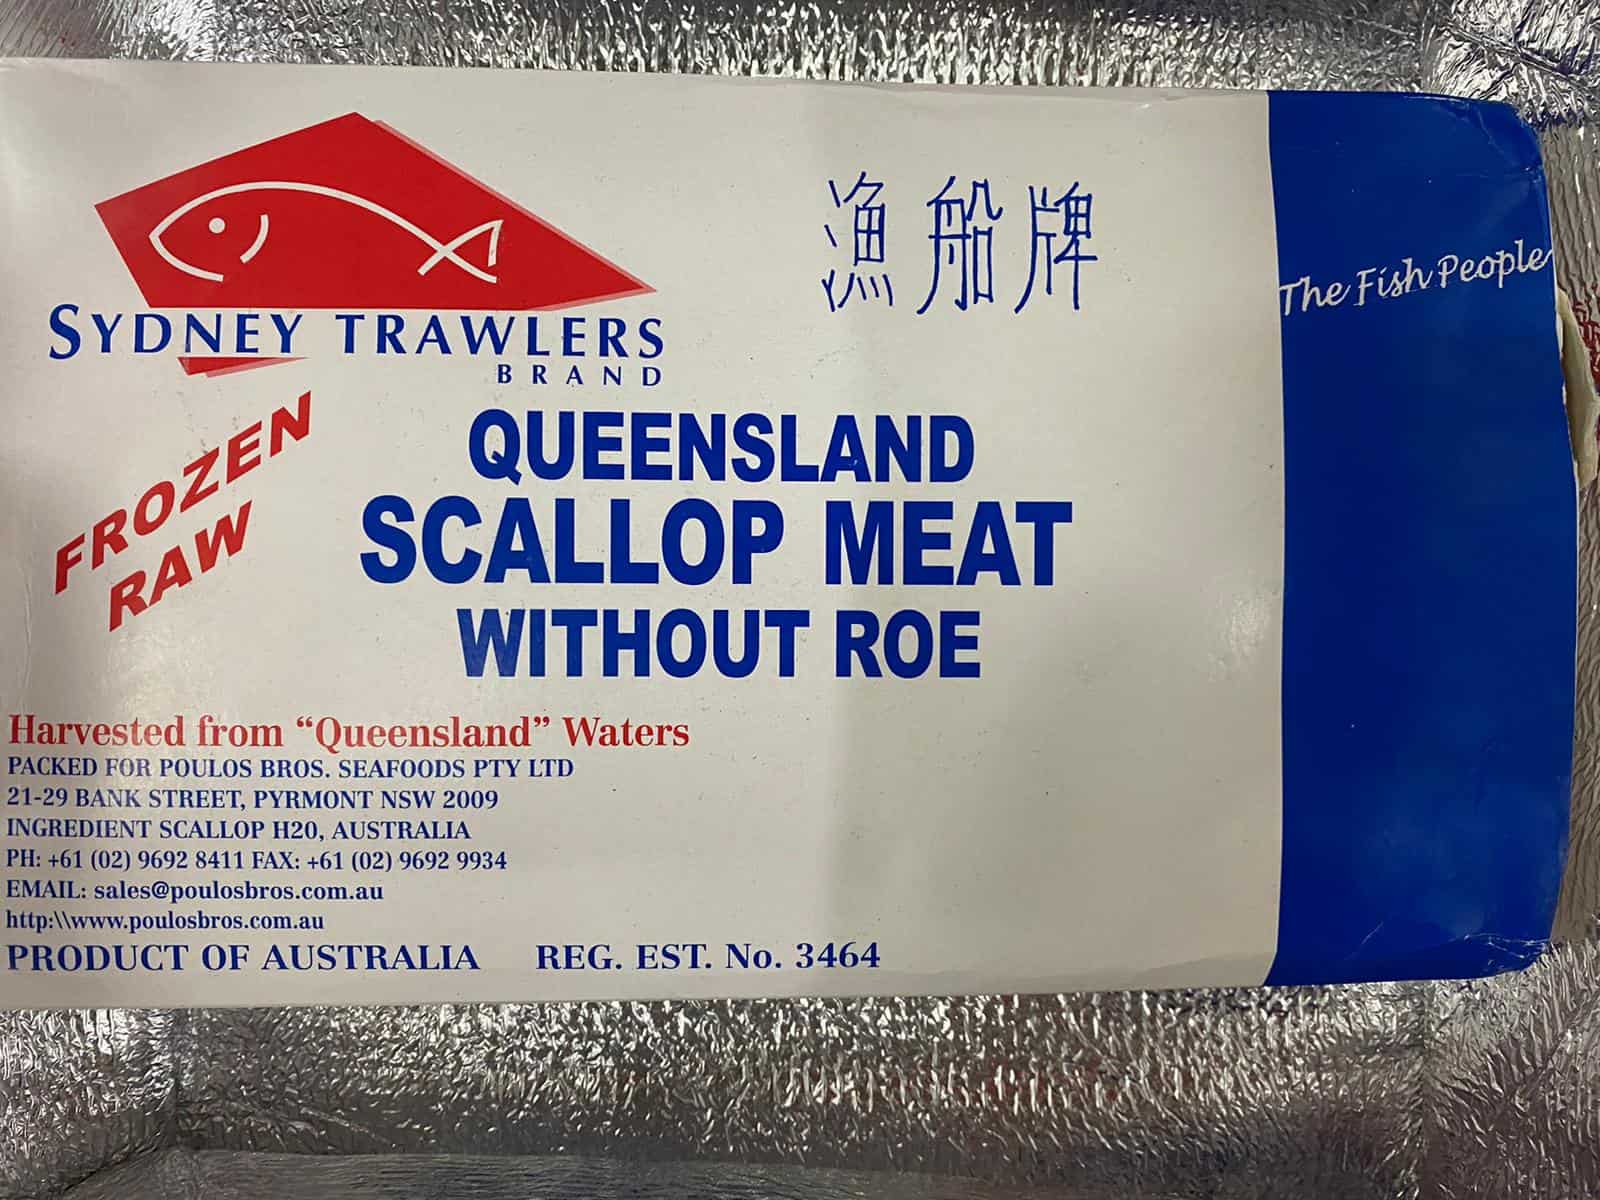 SYDNEY TRAWLERS
BRAND
漁船牌
The Fish People
FROZEN
RAW
QUEENSLAND
SCALLOP MEAT
WITHOUT ROE
Harvested from “Queensland” Waters
PACKED FOR POULOS BROS. SEAFOODS PTY LTD
21-29 BANK STREET, PYRMONT NSW 2009
INGREDIENT SCALLOP H20, AUSTRALIA
PH: +61 (02) 9692 8411 FAX: +61 (02) 9692 9934
EMAIL: sales@poulosbros.com.au
http:\\www.poulosbros.com.au
PRODUCT OF AUSTRALIA REG. EST. No. 3464